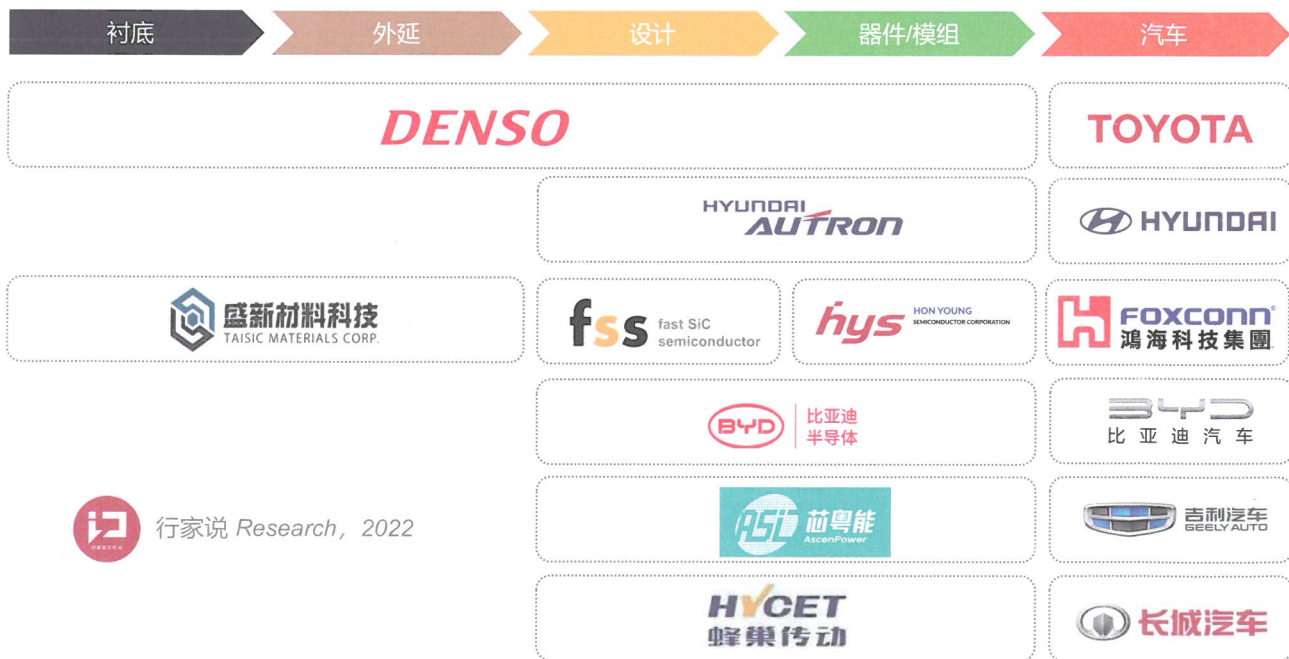 衬底
外延
设计
器件/模组
汽车
DENSO
TOYOTA
HYUNDAI
AUTRON
HYUNDAI
盛新材料科技
TAISIC MATERIALS CORP.
fss
fast SiC
semiconductor
hys
HON YOUNG
SEMICONDUCTOR CORPORATION
FOXCONN®
鴻海科技集團
BYD
比亚迪
半导体
BYD
比亚迪汽车
行家说 Research, 2022
ASC
芯粤能
AscenPower
吉利汽车
GEELY AUTO
HYCET
蜂巢传动
长城汽车